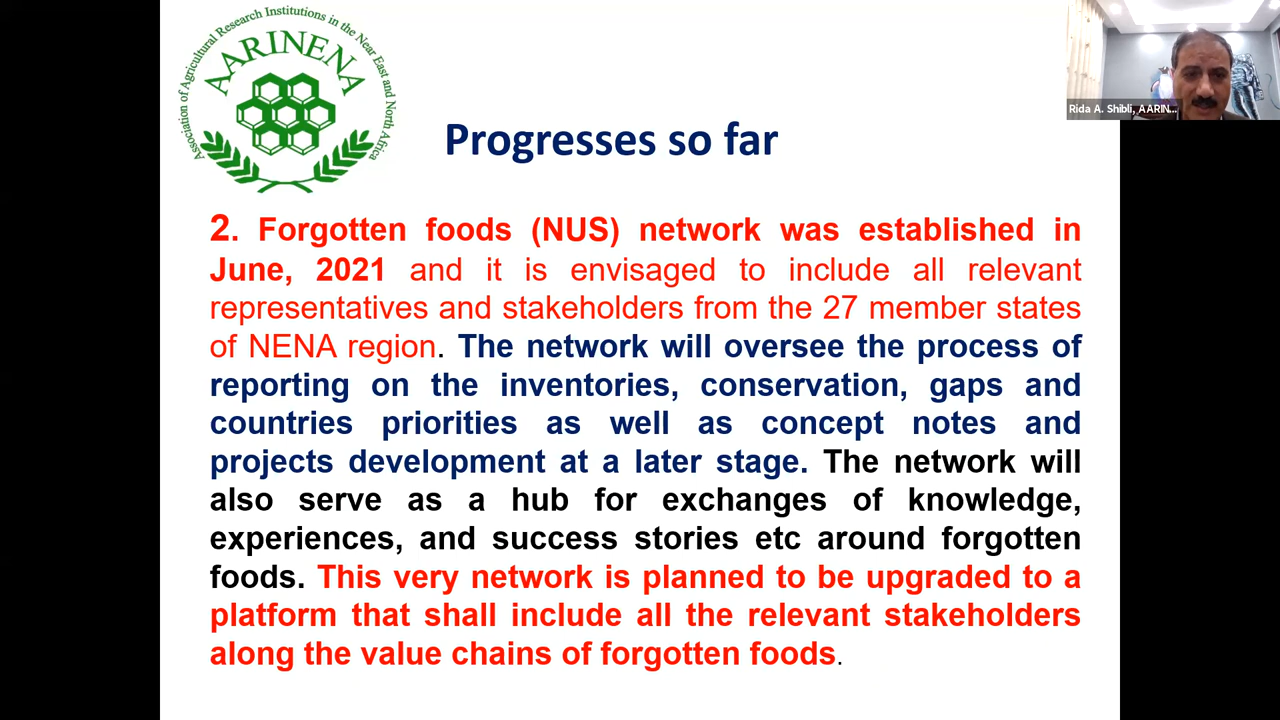 Association of Agricultural Research Institutions in the Near East and North Africa
AARINENA
Rida A. Shibli, AARIN...
Progresses so far
2. Forgotten foods (NUS) network was established in
June, 2021 and it is envisaged to include all relevant
representatives and stakeholders from the 27 member states
of NENA region. The network will oversee the process of
reporting on the inventories, conservation, gaps and
countries priorities as well as concept notes and
projects development at a later stage. The network will
also serve as a hub for exchanges of knowledge,
experiences, and success stories etc around forgotten
foods. This very network is planned to be upgraded to a
platform that shall include all the relevant stakeholders
along the value chains of forgotten foods.